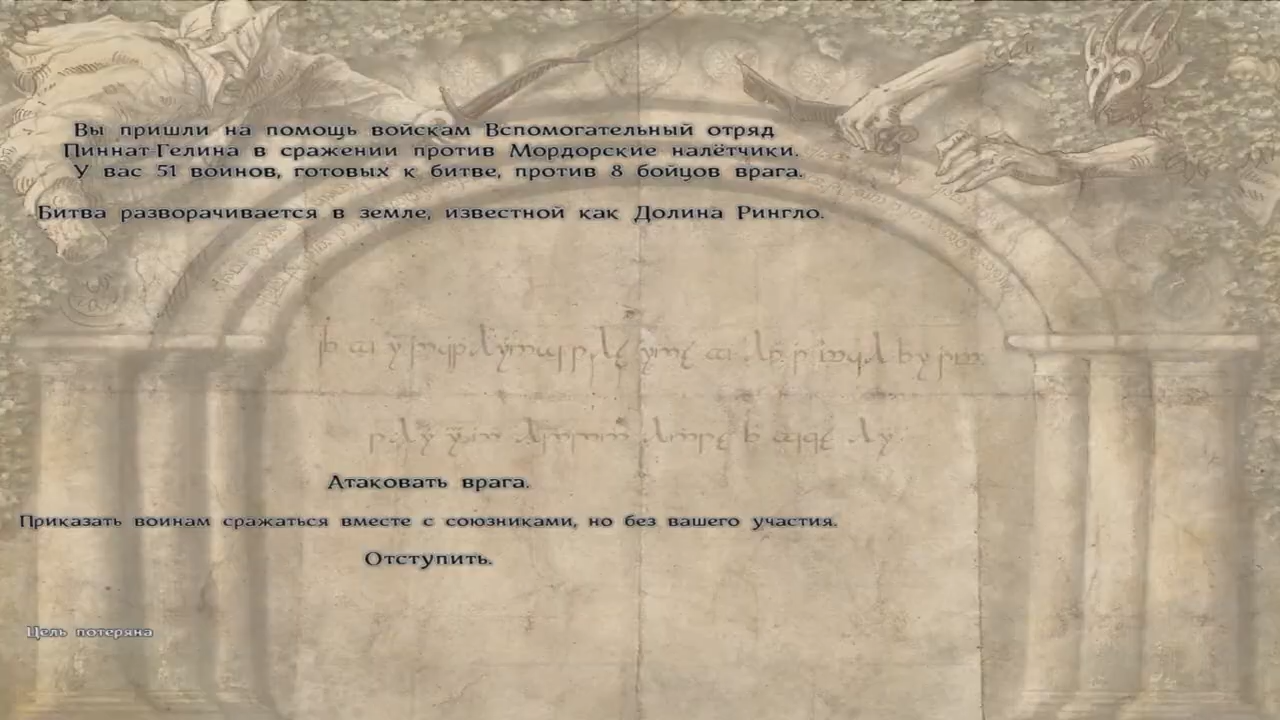 Вы пришли на помощь войскам Вспомогательный отряд
Пиннат-Гелина в сражении против Мордорские налётчики.
У вас 51 воинов, готовых к битве, против 8 бойцов врага.
Битва разворачивается в земле, известной как Долина Рингло.
Атаковать врага.
Приказать воинам сражаться вместе с союзниками, но без вашего участия.
Отступить.
Цель потеряна